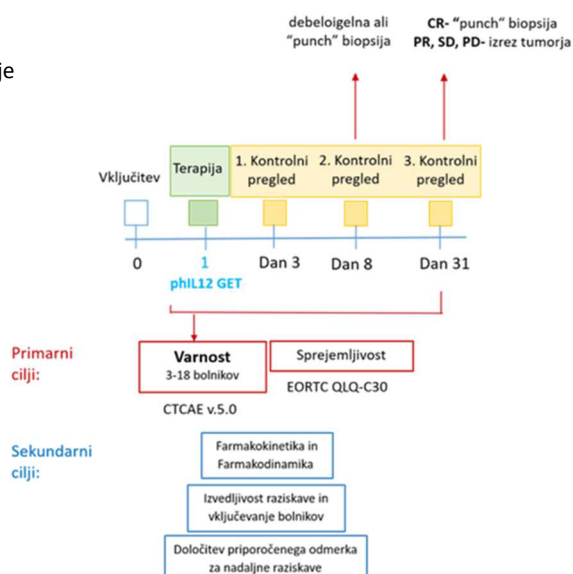 debeloigelna ali
“punch” biopsija
CR- “punch” biopsija
PR, SD, PD- izrez tumorja
je
Vključitev
Terapija
1. Kontrolni
pregled
2. Kontrolni
pregled
3. Kontrolni
pregled
0
1
Dan 3
Dan 8
Dan 31
phIL12 GET
Primarni
cilji:
Varnost
3-18 bolnikov
CTCAE v.5.0
Sprejemljivost
EORTC QLQ-C30
Sekundarni
cilji:
Farmakokinetika in
Farmakodinamika
Izvedljivost raziskave in
vključevanje bolnikov
Določitev priporočenega odmerka
za nadaljne raziskave